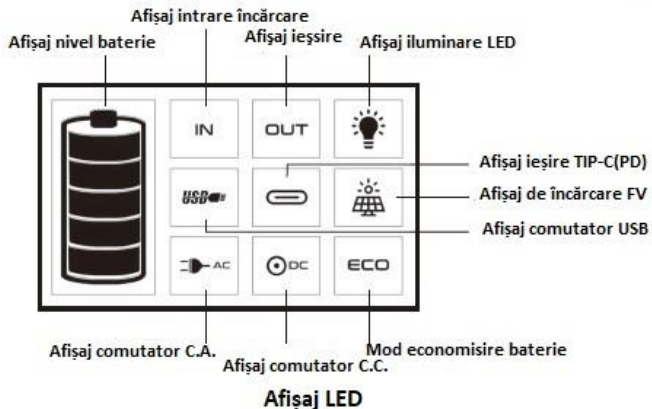 Afișaj intrare încărcare
Afișaj nivel baterie
Afișaj ieșsire
Afișaj iluminare LED
IN
OUT
Afișaj ieșire TIP-C(PD)
USB
Afișaj de încărcare FV
Afișaj comutator USB
AC
DC
ECO
Afișaj comutator C.A.
Afișaj comutator C.C.
Mod economisire baterie
Afișaj LED